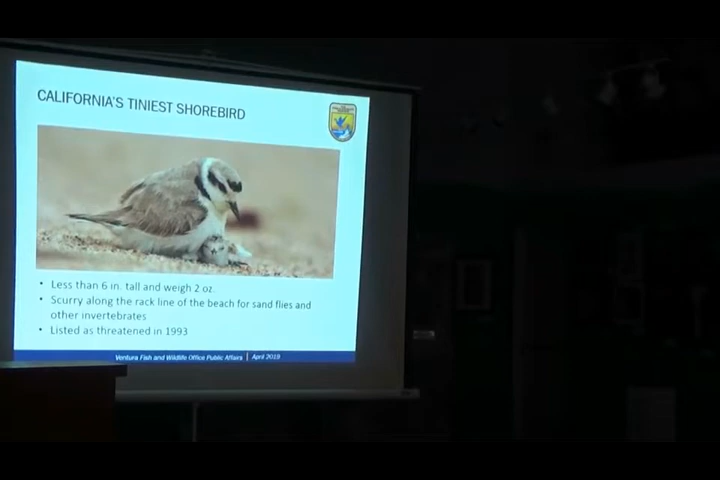 CALIFORNIA'S TINIEST SHOREBIRD
• Less than 6 in. tall and weigh 2 oz.
• Scurry along the rack line of the beach for sand flies and
other invertebrates
• Listed as threatened in 1993
Ventura Fish and Wildlife Office Public Affairs | April 2019